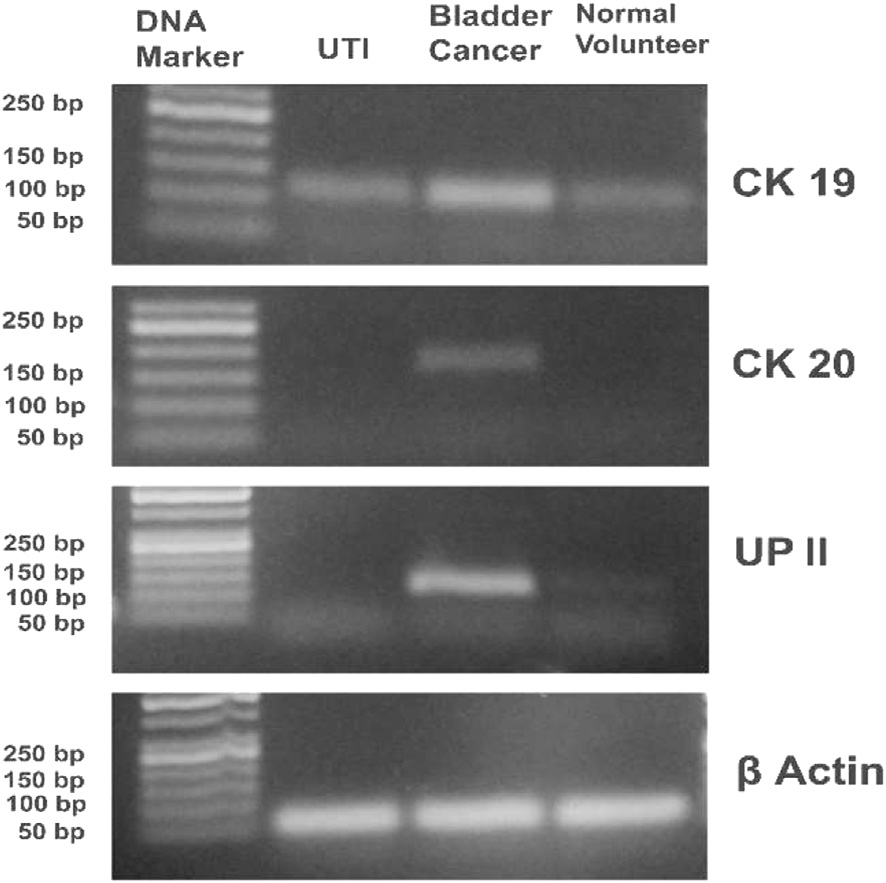 DNA
Marker
UTI
Bladder
Cancer
Normal
Volunteer
250 bp
150 bp
100 bp
50 bp
CK 19
250 bp
150 bp
100 bp
50 bp
CK 20
250 bp
150 bp
100 bp
50 bp
UP II
250 bp
150 bp
100 bp
50 bp
β Actin